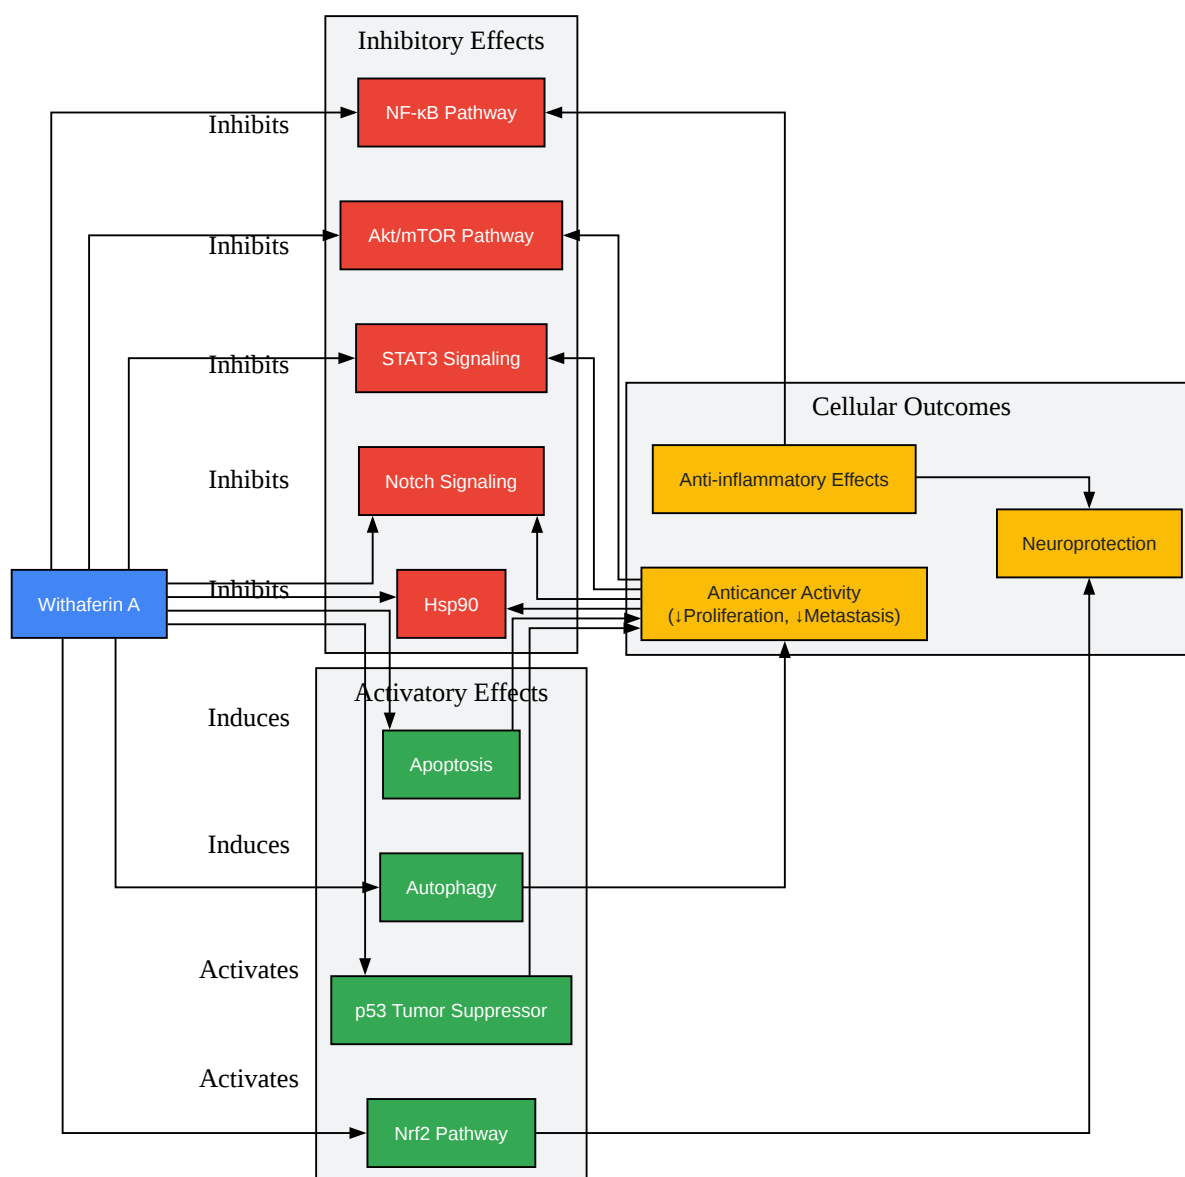 Inhibitory Effects
NF-κB Pathway
Inhibits
Akt/mTOR Pathway
Inhibits
STAT3 Signaling
Inhibits
Cellular Outcomes
Notch Signaling
Inhibits
Anti-inflammatory Effects
Neuroprotection
Withaferin A
Inhibits
Hsp90
Anticancer Activity
(↓Proliferation, ↓Metastasis)
Activatory Effects
Induces
Apoptosis
Induces
Autophagy
Activates
p53 Tumor Suppressor
Activates
Nrf2 Pathway